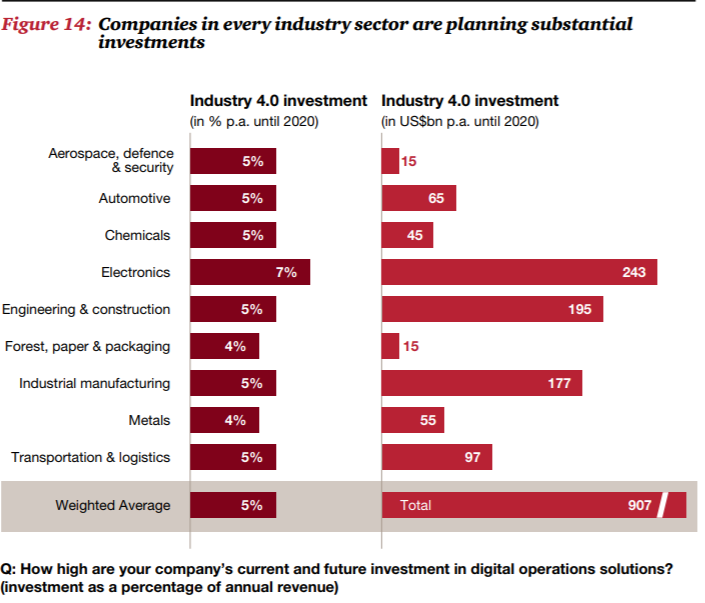 Figure 14: Companies in every industry sector are planning substantial
investments
Industry 4.0 investment
(in % p.a. until 2020)
Industry 4.0 investment
(in US$bn p.a. until 2020)
Aerospace, defence
& security
5%
15
Automotive
5%
65
Chemicals
5%
45
Electronics
7%
243
Engineering & construction
5%
195
Forest, paper & packaging
4%
15
Industrial manufacturing
5%
177
Metals
4%
55
Transportation & logistics
5%
97
Weighted Average
5%
Total
907
Q: How high are your company's current and future investment in digital operations solutions?
(investment as a percentage of annual revenue)